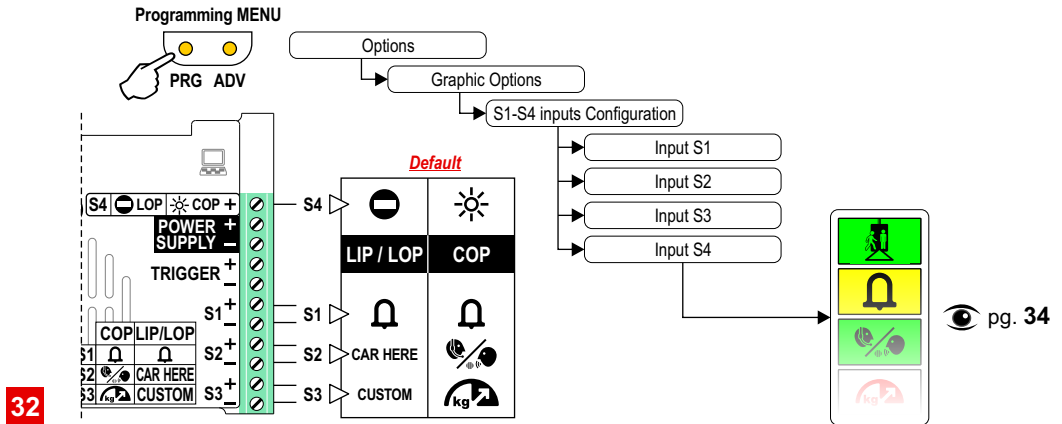 Programming MENU
PRG ADV
Options
Graphic Options
S1-S4 inputs Configuration
Input S1
Input S2
Input S3
Input S4
Default
S4 LOP COP +
POWER SUPPLY + –
TRIGGER + –
S1 + –
S2 + –
S3 + –
COP LIP/LOP
S1
S2 CAR HERE
S3 kg CUSTOM
S4
LIP / LOP COP
S1
S2 CAR HERE
S3 CUSTOM kg
kg
pg. 34
32